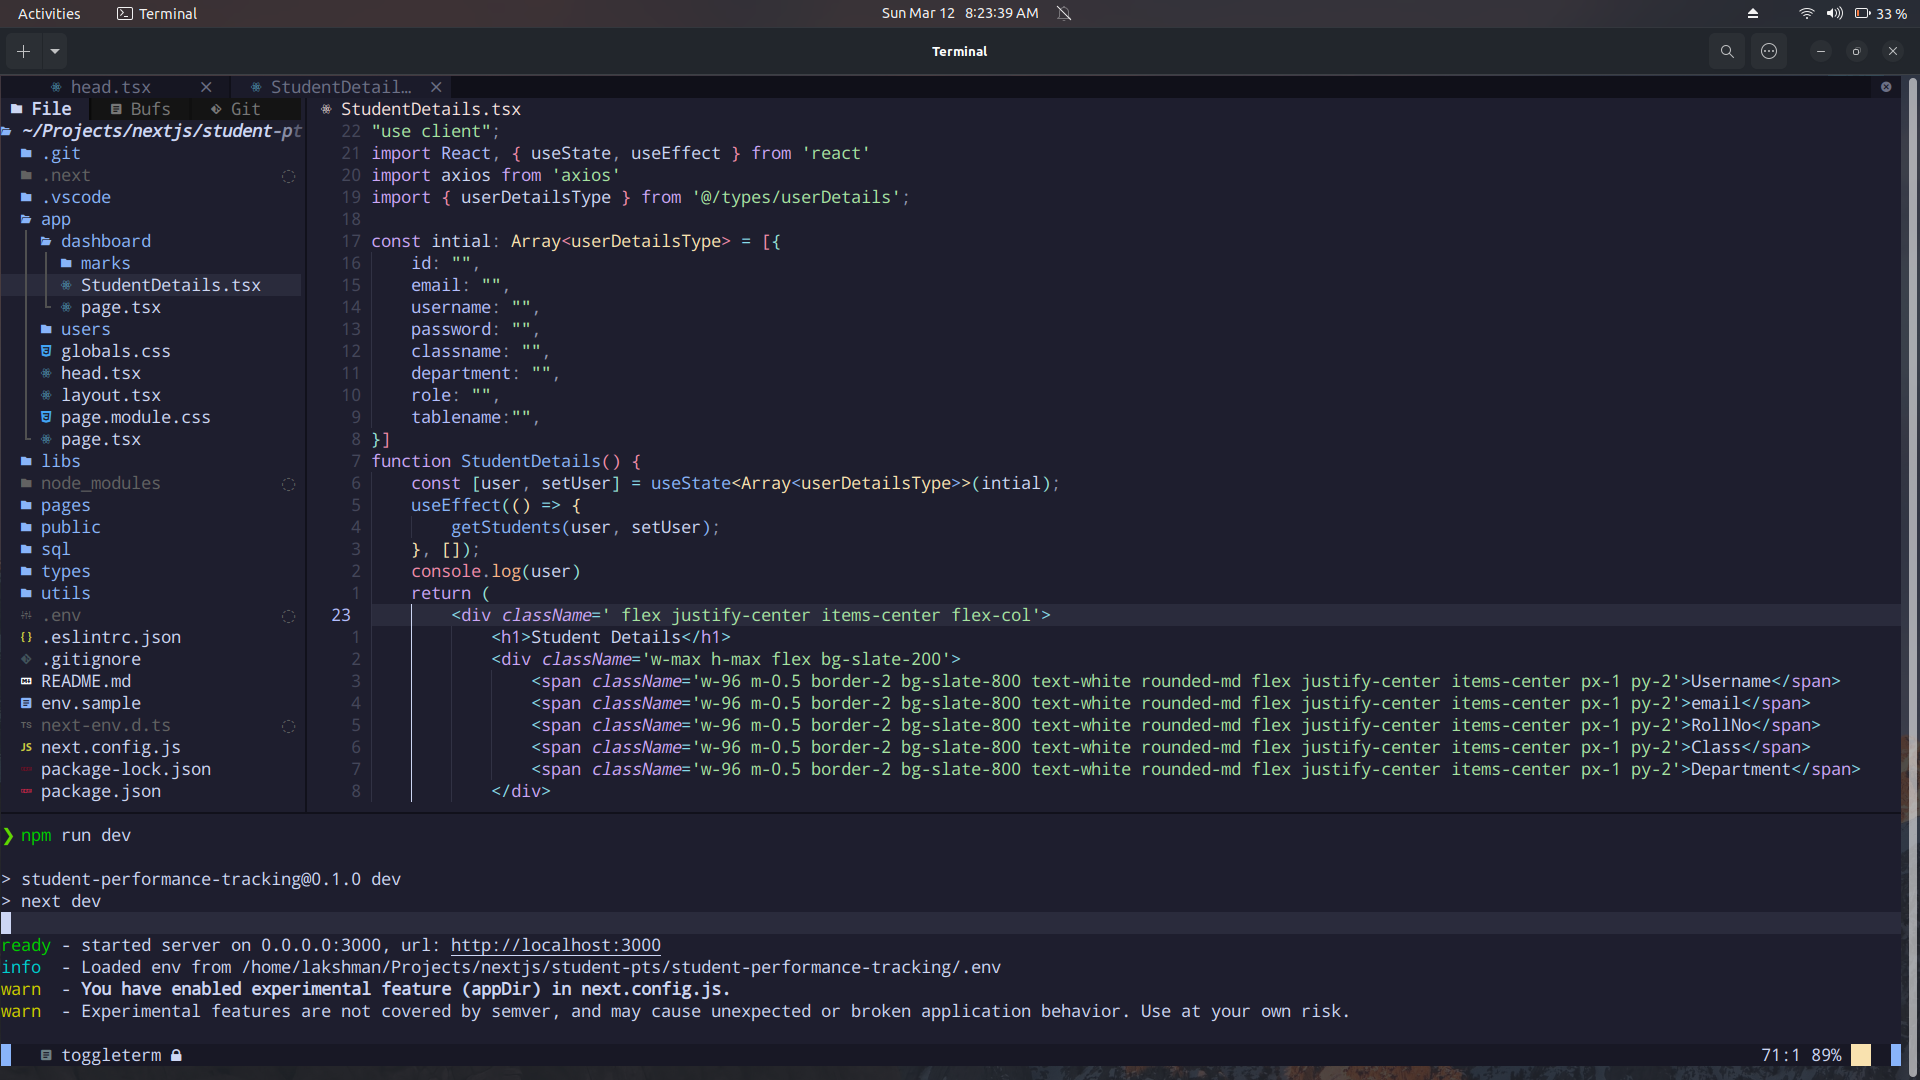 Activities Terminal Sun Mar 12 8:23:39 AM 33 %
Terminal
head.tsx StudentDetail…
File Bufs Git
~/Projects/nextjs/student-pt
.git
.next
.vscode
app
dashboard
marks
StudentDetails.tsx
page.tsx
users
globals.css
head.tsx
layout.tsx
page.module.css
page.tsx
libs
node_modules
pages
public
sql
types
utils
.env
{} .eslintrc.json
.gitignore
README.md
env.sample
TS next-env.d.ts
JS next.config.js
package-lock.json
package.json
StudentDetails.tsx
22 "use client";
21 import React, { useState, useEffect } from 'react'
20 import axios from 'axios'
19 import { userDetailsType } from '@/types/userDetails';
18
17 const intial: Array<userDetailsType> = [{
16 id: "",
15 email: "",
14 username: "",
13 password: "",
12 classname: "",
11 department: "",
10 role: "",
9 tablename:"",
8 }]
7 function StudentDetails() {
6 const [user, setUser] = useState<Array<userDetailsType>>(intial);
5 useEffect(() => {
4 getStudents(user, setUser);
3 }, []);
2 console.log(user)
1 return (
23 <div className=' flex justify-center items-center flex-col'>
1 <h1>Student Details</h1>
2 <div className='w-max h-max flex bg-slate-200'>
3 <span className='w-96 m-0.5 border-2 bg-slate-800 text-white rounded-md flex justify-center items-center px-1 py-2'>Username</span>
4 <span className='w-96 m-0.5 border-2 bg-slate-800 text-white rounded-md flex justify-center items-center px-1 py-2'>email</span>
5 <span className='w-96 m-0.5 border-2 bg-slate-800 text-white rounded-md flex justify-center items-center px-1 py-2'>RollNo</span>
6 <span className='w-96 m-0.5 border-2 bg-slate-800 text-white rounded-md flex justify-center items-center px-1 py-2'>Class</span>
7 <span className='w-96 m-0.5 border-2 bg-slate-800 text-white rounded-md flex justify-center items-center px-1 py-2'>Department</span>
8 </div>
❯ npm run dev
> student-performance-tracking@0.1.0 dev
> next dev
ready - started server on 0.0.0.0:3000, url: http://localhost:3000
info - Loaded env from /home/lakshman/Projects/nextjs/student-pts/student-performance-tracking/.env
warn - You have enabled experimental feature (appDir) in next.config.js.
warn - Experimental features are not covered by semver, and may cause unexpected or broken application behavior. Use at your own risk.
toggleterm 71:1 89%